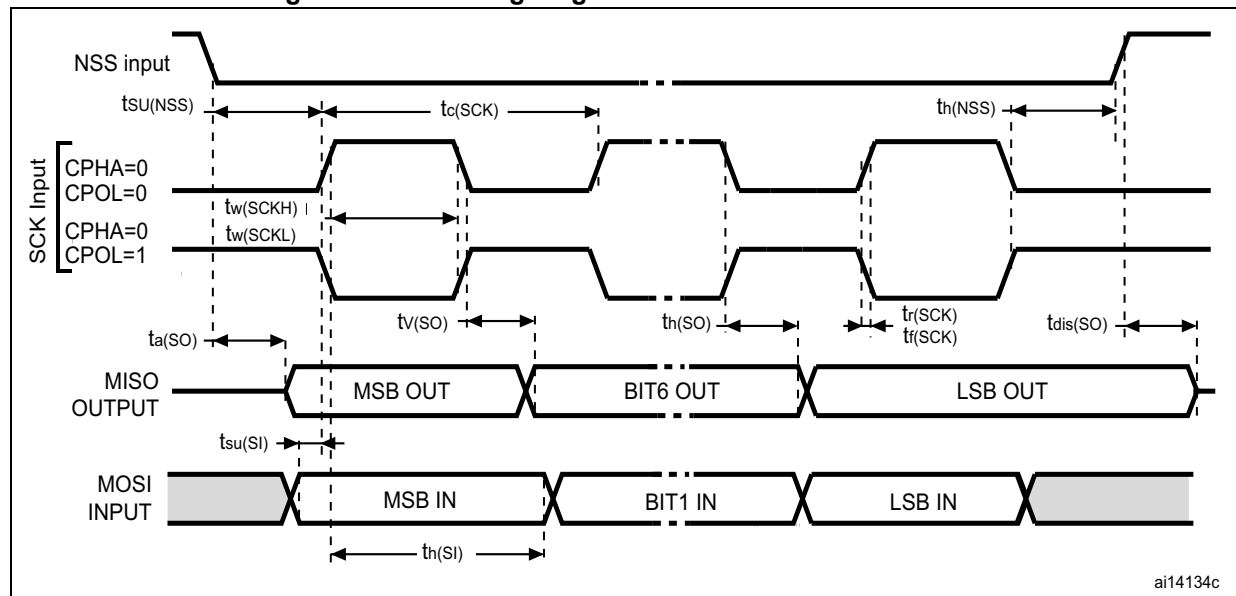 NSS input
tSU(NSS)
tc(SCK)
th(NSS)
SCK Input
CPHA=0
CPOL=0
tw(SCKH)
CPHA=0
CPOL=1
tw(SCKL)
ta(SO)
tV(SO)
th(SO)
tr(SCK)
tf(SCK)
tdis(SO)
MISO
OUTPUT
MSB OUT
BIT6 OUT
LSB OUT
tsu(SI)
MOSI
INPUT
MSB IN
BIT1 IN
LSB IN
th(SI)
ai14134c